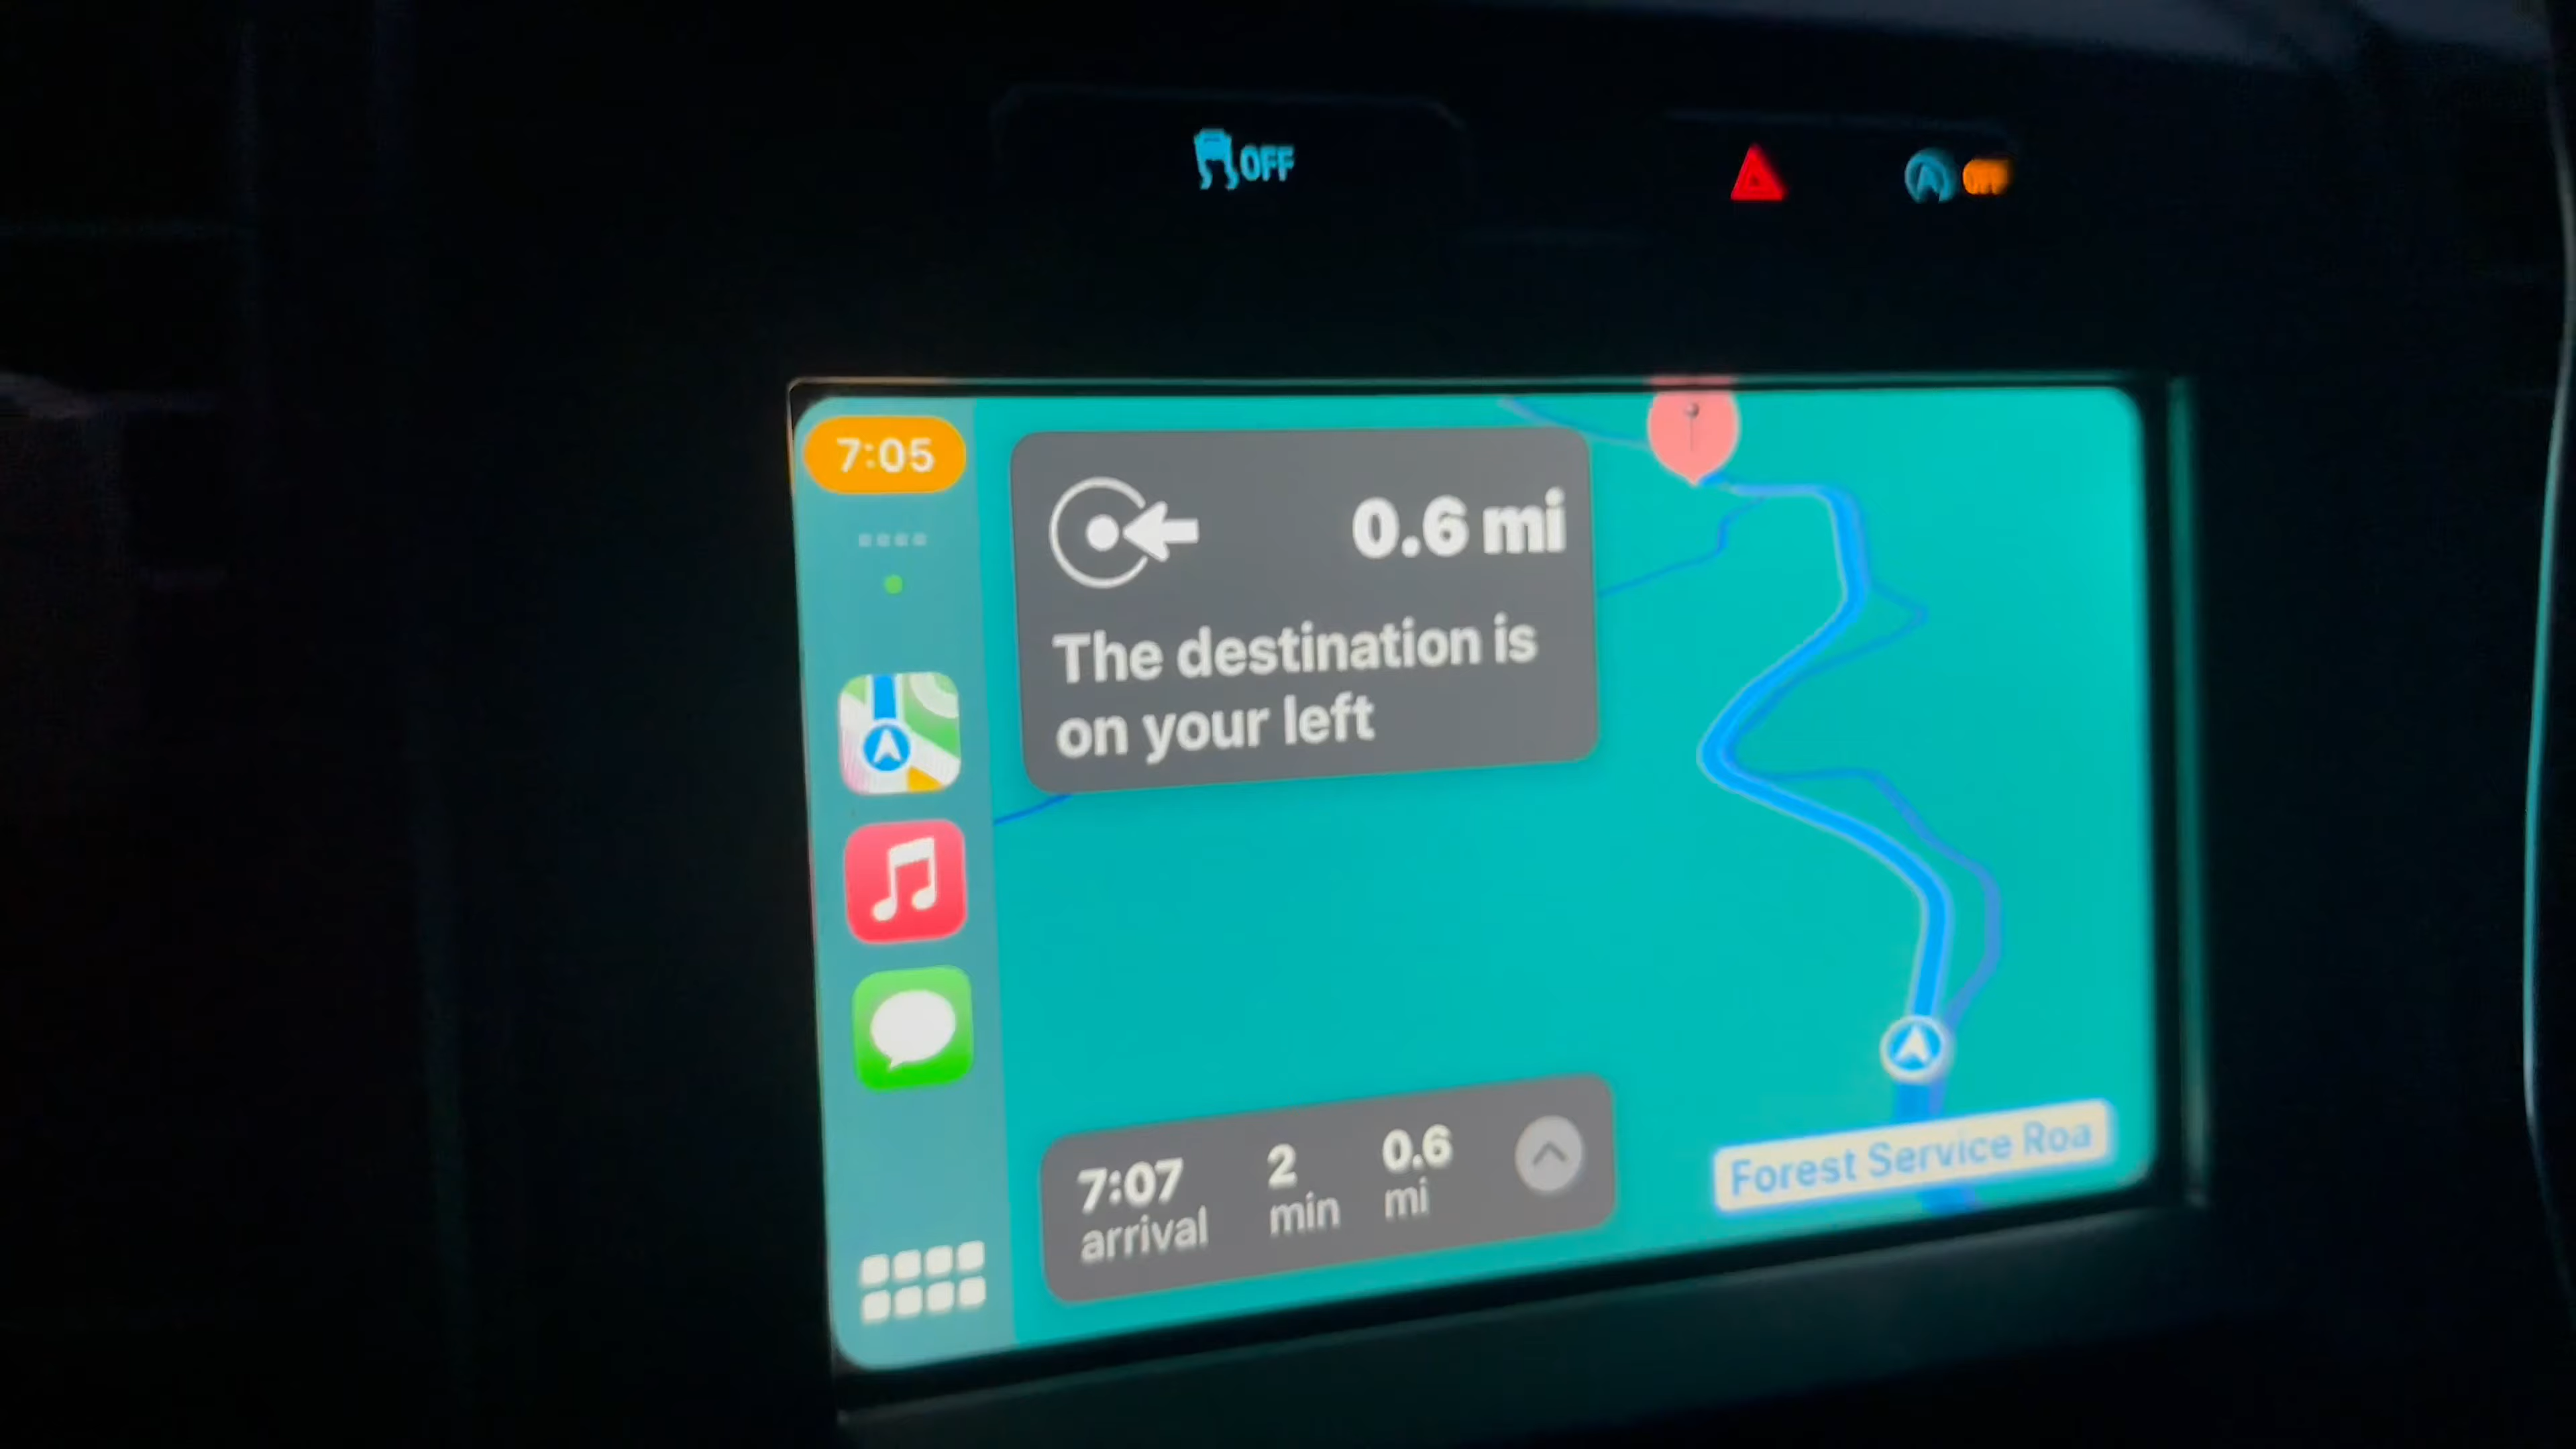 OFF
OFF
7:05
0.6 mi
The destination is
on your left
7:07 2 0.6
arrival min mi
Forest Service Roa